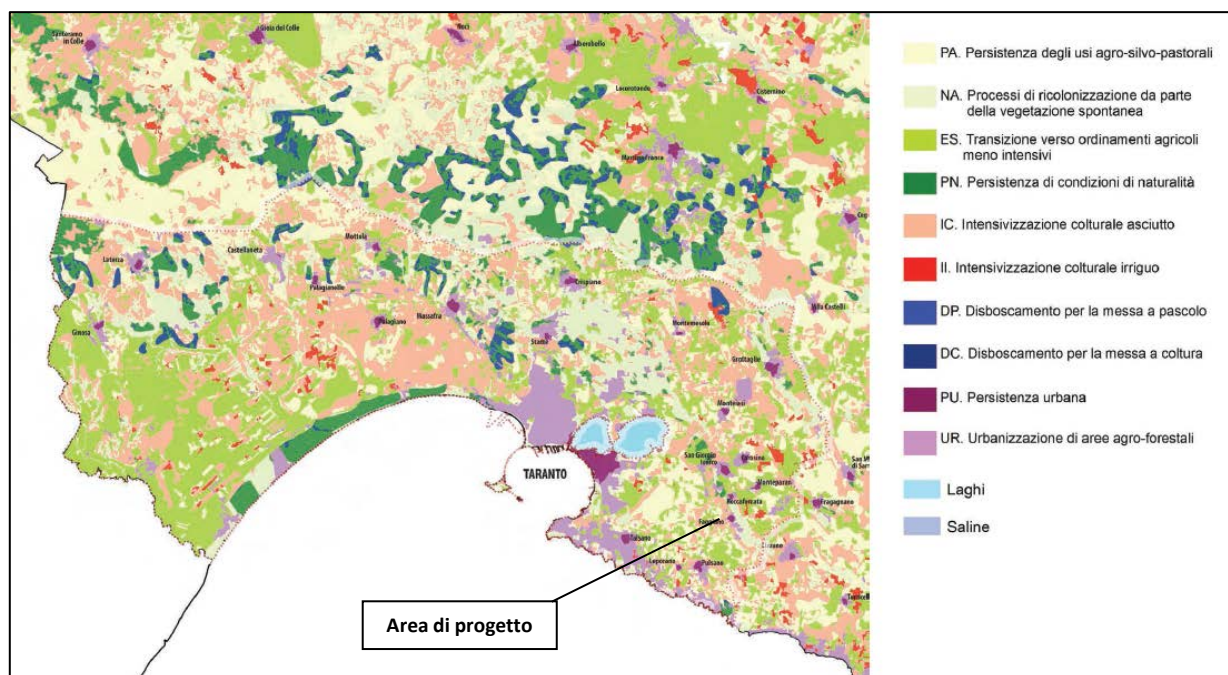 Santeramo
in Colle
Gioia del Colle
Noci
Alberobello
Locorotondo
Cisternino
Martina Franca
Laterza
Castellaneta
Mottola
Palagianello
Crispiano
Villa Castelli
Ginosa
Palagiano
Massafra
Statte
Montemesola
Grottaglie
Monteiasi
TARANTO
San Giorgio
Ionico
Carosino
Monteparano
Roccaforzata
Fragagnano
Faggiano
Lizzano
Talsano
Leporano
Pulsano
Area di progetto
PA. Persistenza degli usi agro-silvo-pastorali
NA. Processi di ricolonizzazione da parte
della vegetazione spontanea
ES. Transizione verso ordinamenti agricoli
meno intensivi
PN. Persistenza di condizioni di naturalità
IC. Intensivizzazione colturale asciutto
II. Intensivizzazione colturale irriguo
DP. Disboscamento per la messa a pascolo
DC. Disboscamento per la messa a coltura
PU. Persistenza urbana
UR. Urbanizzazione di aree agro-forestali
Laghi
Saline